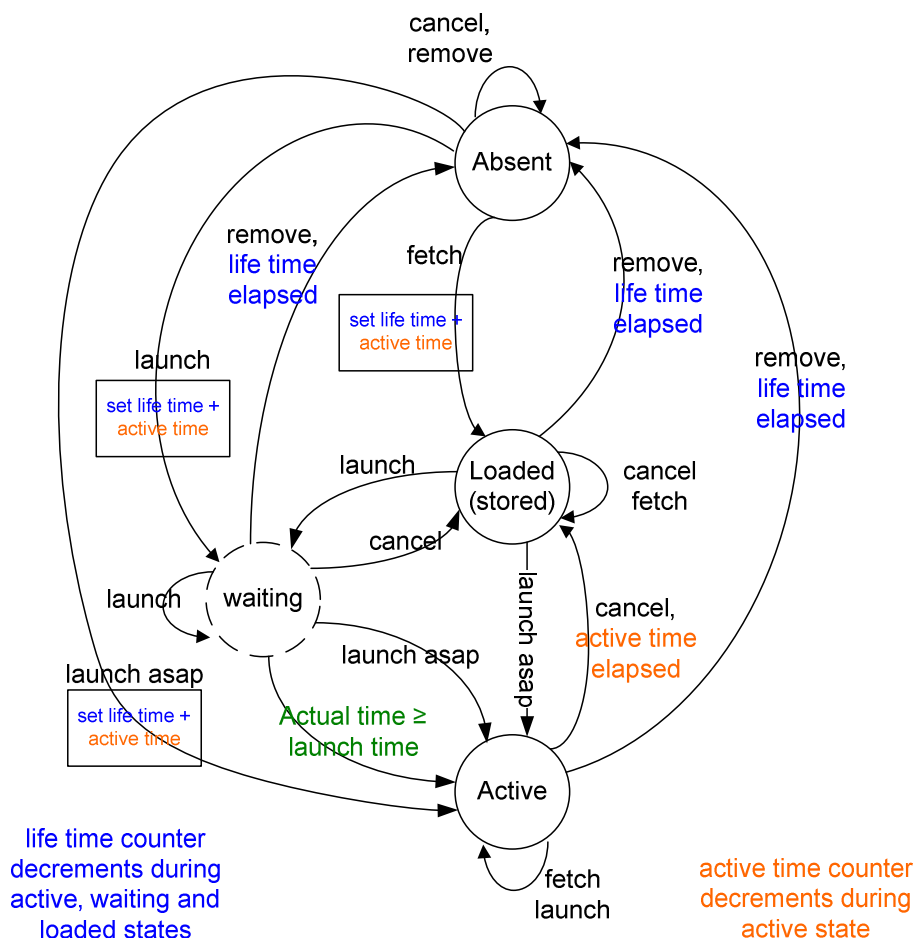 cancel,
remove
Absent
remove,
life time
elapsed
fetch
set life time +
active time
remove,
life time
elapsed
launch
set life time +
active time
remove,
life time
elapsed
launch
Loaded
(stored)
cancel
fetch
cancel
launch
waiting
launch asap
cancel,
active time
elapsed
launch asap
launch asap
set life time +
active time
Actual time ≥
launch time
Active
life time counter
decrements during
active, waiting and
loaded states
fetch
launch
active time counter
decrements during
active state